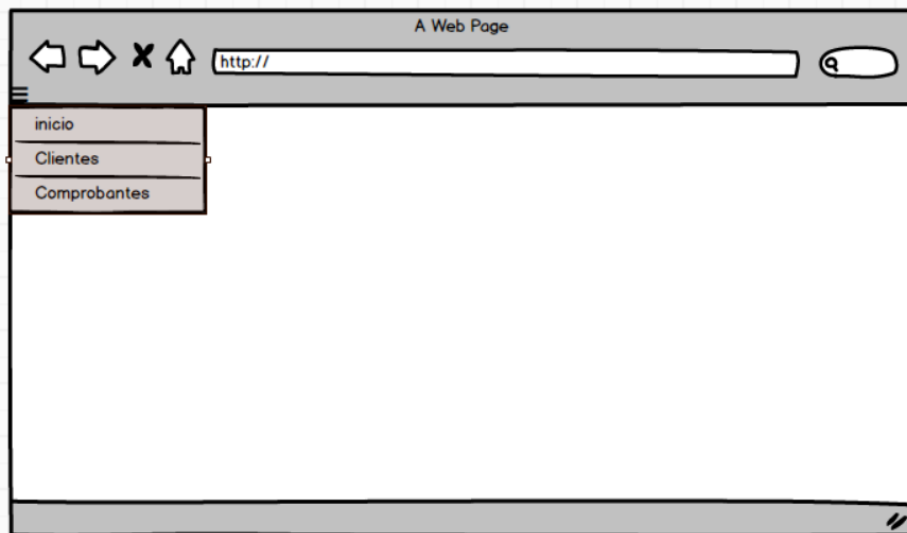 A Web Page
http://
inicio
Clientes
Comprobantes